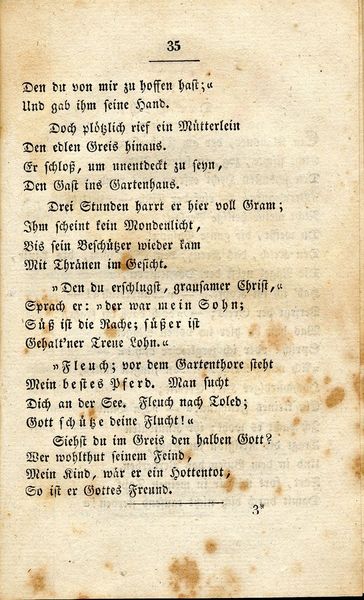 35
Den du von mir zu hoffen hast;“
Und gab ihm seine Hand.
Doch plötzlich rief ein Mütterlein
Den edlen Greis hinaus.
Er schloß, um unentdeckt zu seyn,
Den Gast ins Gartenhaus.
Drei Stunden harrt er hier voll Gram;
Ihm scheint kein Mondenlicht,
Bis sein Beschützer wieder kam
Mit Thränen im Gesicht.
»Den du erschlugst, grausamer Christ,“
Sprach er: »der war mein Sohn;
Süß ist die Rache; süßer ist
Gehalt'ner Treue Lohn.“
»Fleuch; vor dem Gartenthore steht
Mein bestes Pferd. Man sucht
Dich an der See. Fleuch nach Toled;
Gott schütze deine Flucht!“
Siehst du im Greis den halben Gott?
Wer wohlthut seinem Feind,
Mein Kind, wär er ein Hottentot,
So ist er Gottes Freund.
3*